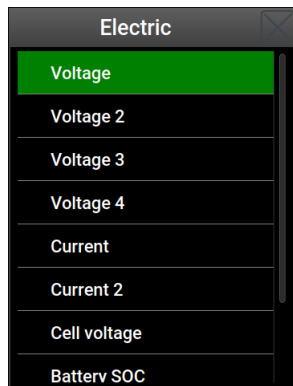 Electric
Voltage
Voltage 2
Voltage 3
Voltage 4
Current
Current 2
Cell voltage
Battery SOC